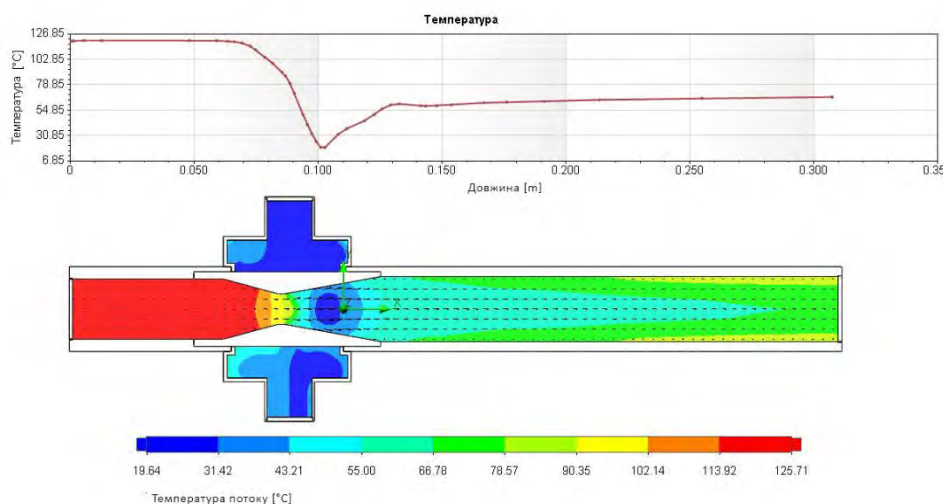 Температура
126.85
102.85
78.85
54.85
30.85
6.85
Температура [°C]
0 0.050 0.100 0.150 0.200 0.250 0.300 0.35
Довжина [m]
Y
X
19.64 31.42 43.21 55.00 66.78 78.57 90.35 102.14 113.92 125.71
Температура потоку [°C]